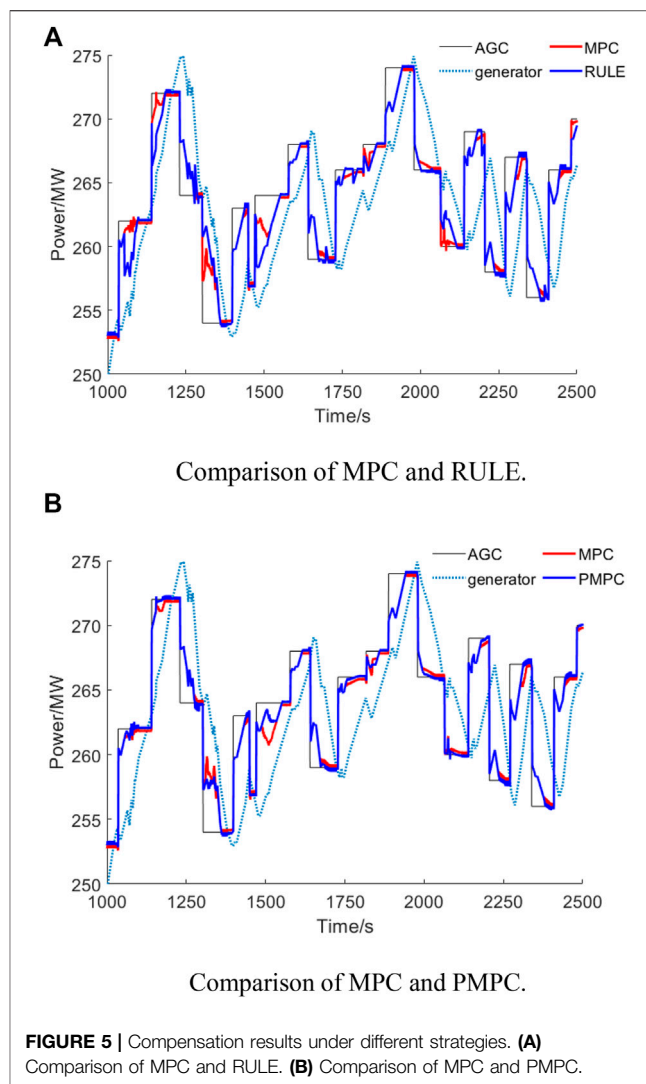 A
AGC MPC
generator RULE
275
270
265
260
255
250
Power/MW
1000 1250 1500 1750 2000 2250 2500
Time/s
Comparison of MPC and RULE.
B
AGC MPC
generator PMPC
275
270
265
260
255
250
Power/MW
1000 1250 1500 1750 2000 2250 2500
Time/s
Comparison of MPC and PMPC.
FIGURE 5 | Compensation results under different strategies. (A)
Comparison of MPC and RULE. (B) Comparison of MPC and PMPC.